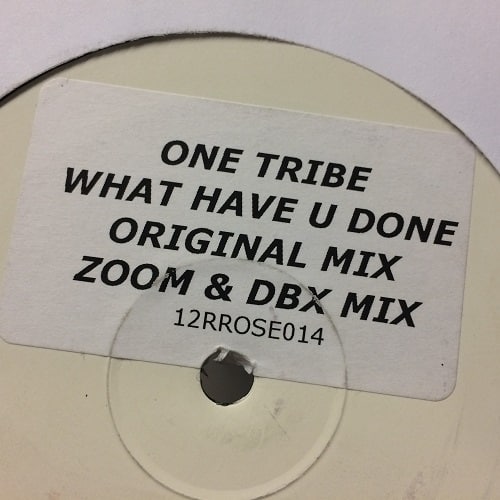 ONE TRIBE
WHAT HAVE U DONE
ORIGINAL MIX
ZOOM & DBX MIX
12RROSE014